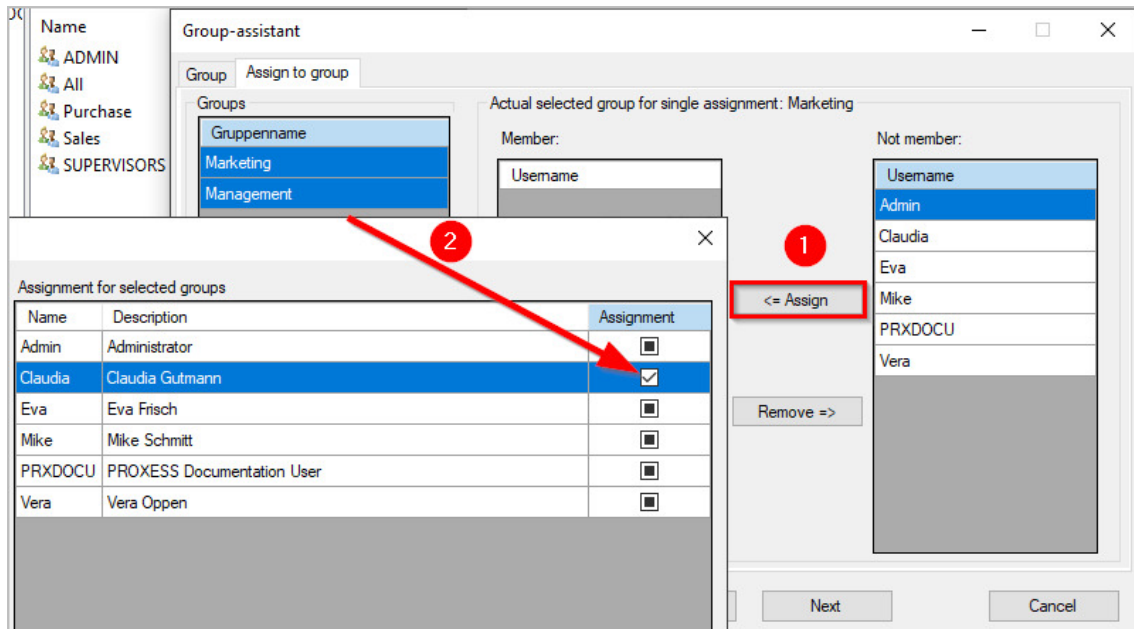 Name
ADMIN
All
Purchase
Sales
SUPERVISORS
Group-assistant
Group
Assign to group
Groups
Gruppenname
Marketing
Management
Actual selected group for single assignment: Marketing
Member:
Username
Not member:
Username
Admin
Claudia
Eva
Mike
PRXDOCU
Vera
1
<= Assign
Remove =>
2
Assignment for selected groups
Name Description Assignment
Admin Administrator
Claudia Claudia Gutmann
Eva Eva Frisch
Mike Mike Schmitt
PRXDOCU PROXESS Documentation User
Vera Vera Oppen
Next
Cancel